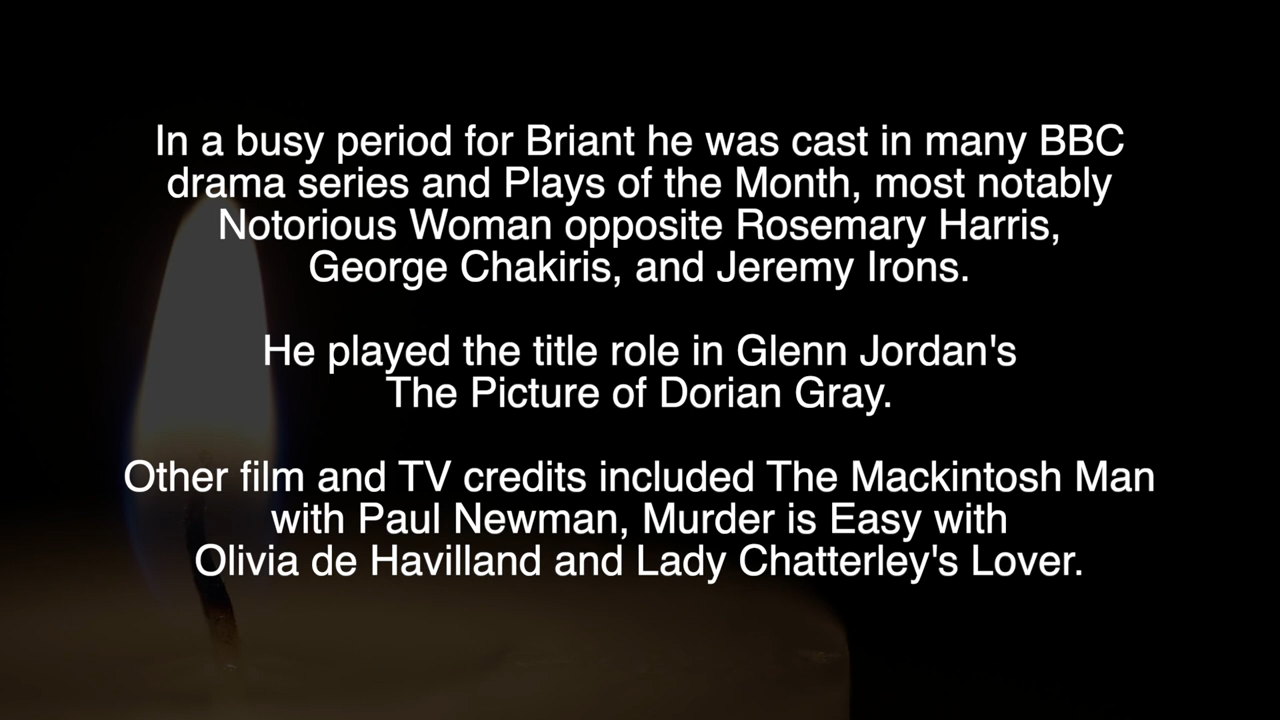 In a busy period for Briant he was cast in many BBC
drama series and Plays of the Month, most notably
Notorious Woman opposite Rosemary Harris,
George Chakiris, and Jeremy Irons.
He played the title role in Glenn Jordan's
The Picture of Dorian Gray.
Other film and TV credits included The Mackintosh Man
with Paul Newman, Murder is Easy with
Olivia de Havilland and Lady Chatterley's Lover.